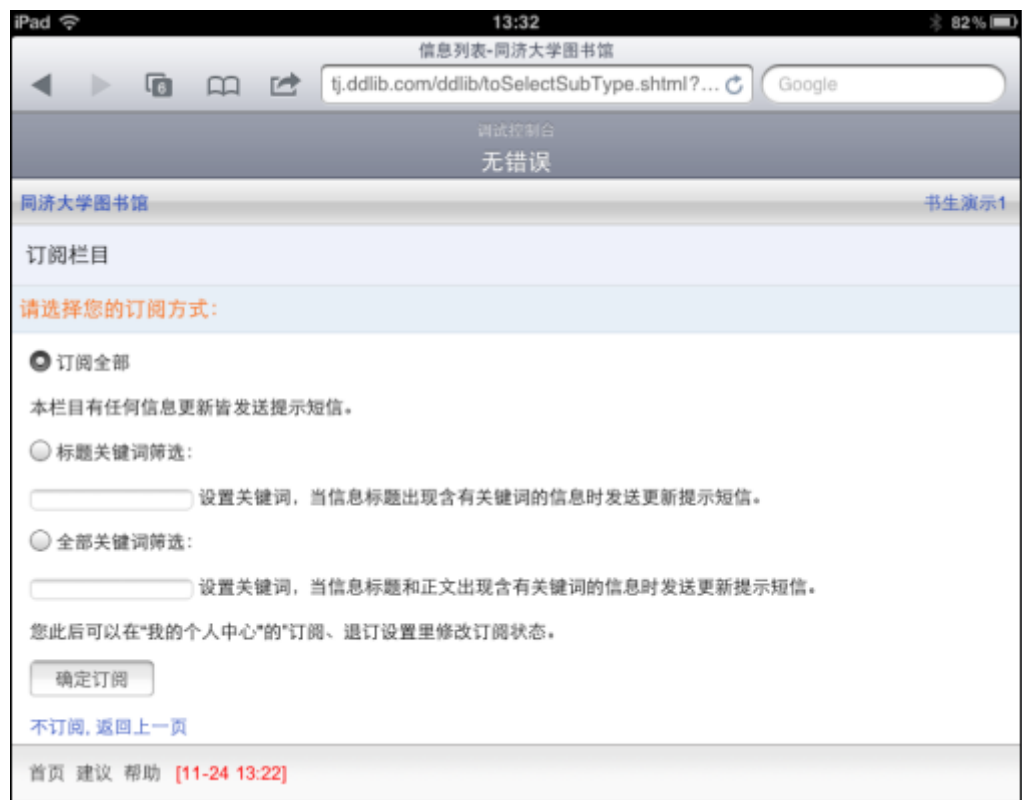 iPad 13:32 82%
信息列表-同济大学图书馆
6 tj.ddlib.com/ddlib/toSelectSubType.shtml?... Google
调试控制台
无错误
同济大学图书馆 书生演示1
订阅栏目
请选择您的订阅方式：
订阅全部
本栏目有任何信息更新皆发送提示短信。
标题关键词筛选：
设置关键词，当信息标题出现含有关键词的信息时发送更新提示短信。
全部关键词筛选：
设置关键词，当信息标题和正文出现含有关键词的信息时发送更新提示短信。
您此后可以在"我的个人中心"的"订阅、退订设置里修改订阅状态。
确定订阅
不订阅, 返回上一页
首页 建议 帮助 [11-24 13:22]